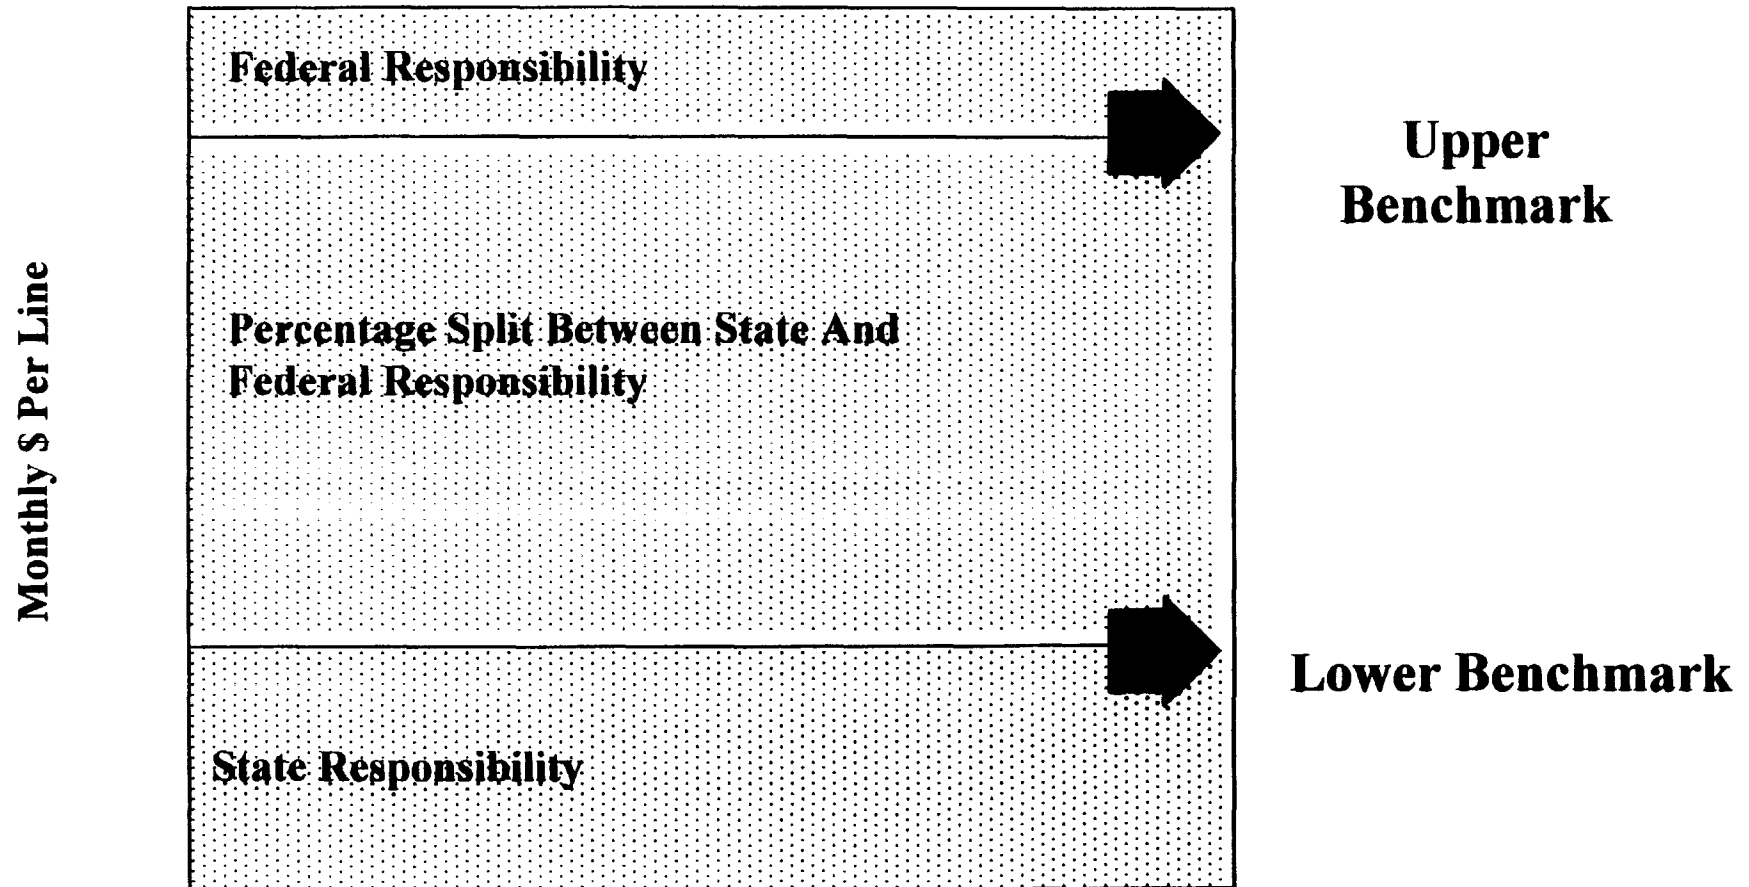 Federal Responsibility
Upper
Benchmark
Monthly $ Per Line
Percentage Split Between State And
Federal Responsibility
Lower Benchmark
State Responsibility